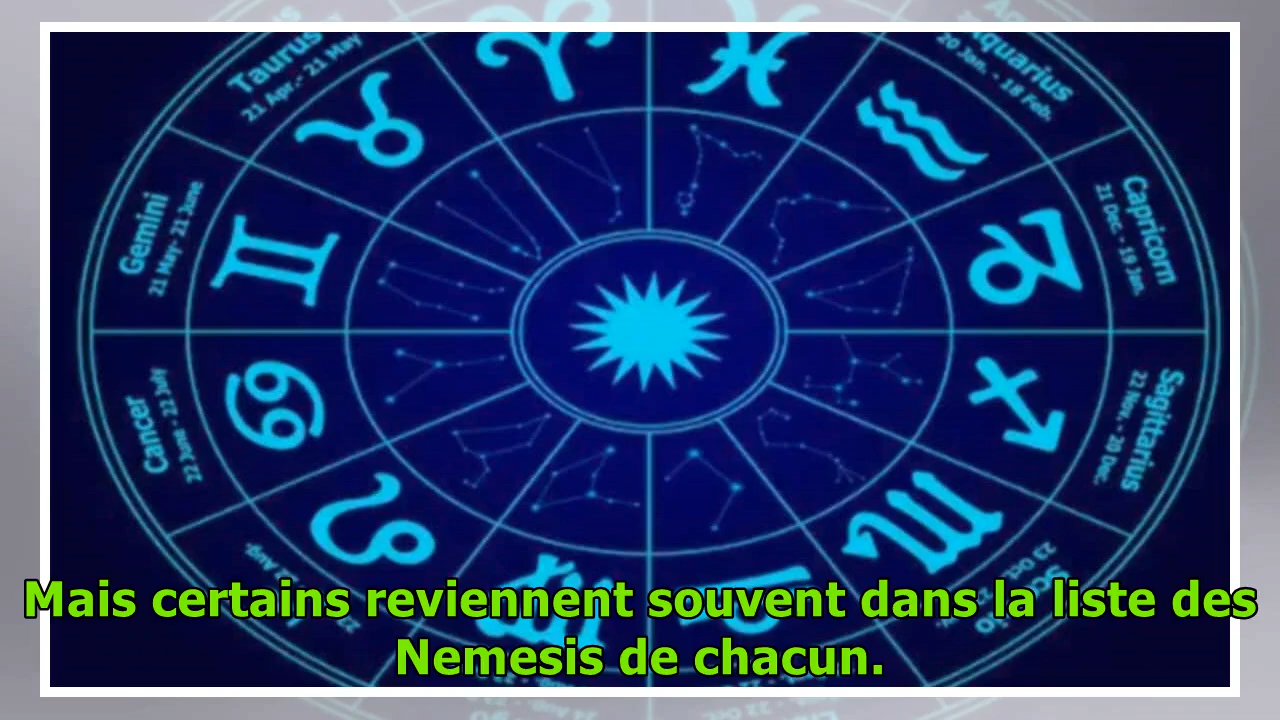 Taurus
21 Apr.- 21 May
Aquarius
20 Jan. - 18 Feb.
Gemini
21 May- 21 June
Capricorn
21 Dec. - 19 Jan.
Cancer
22 June - 22 July
Sagittarius
22 Nov. - 20 Dec.
Mais certains reviennent souvent dans la liste des
Nemesis de chacun.